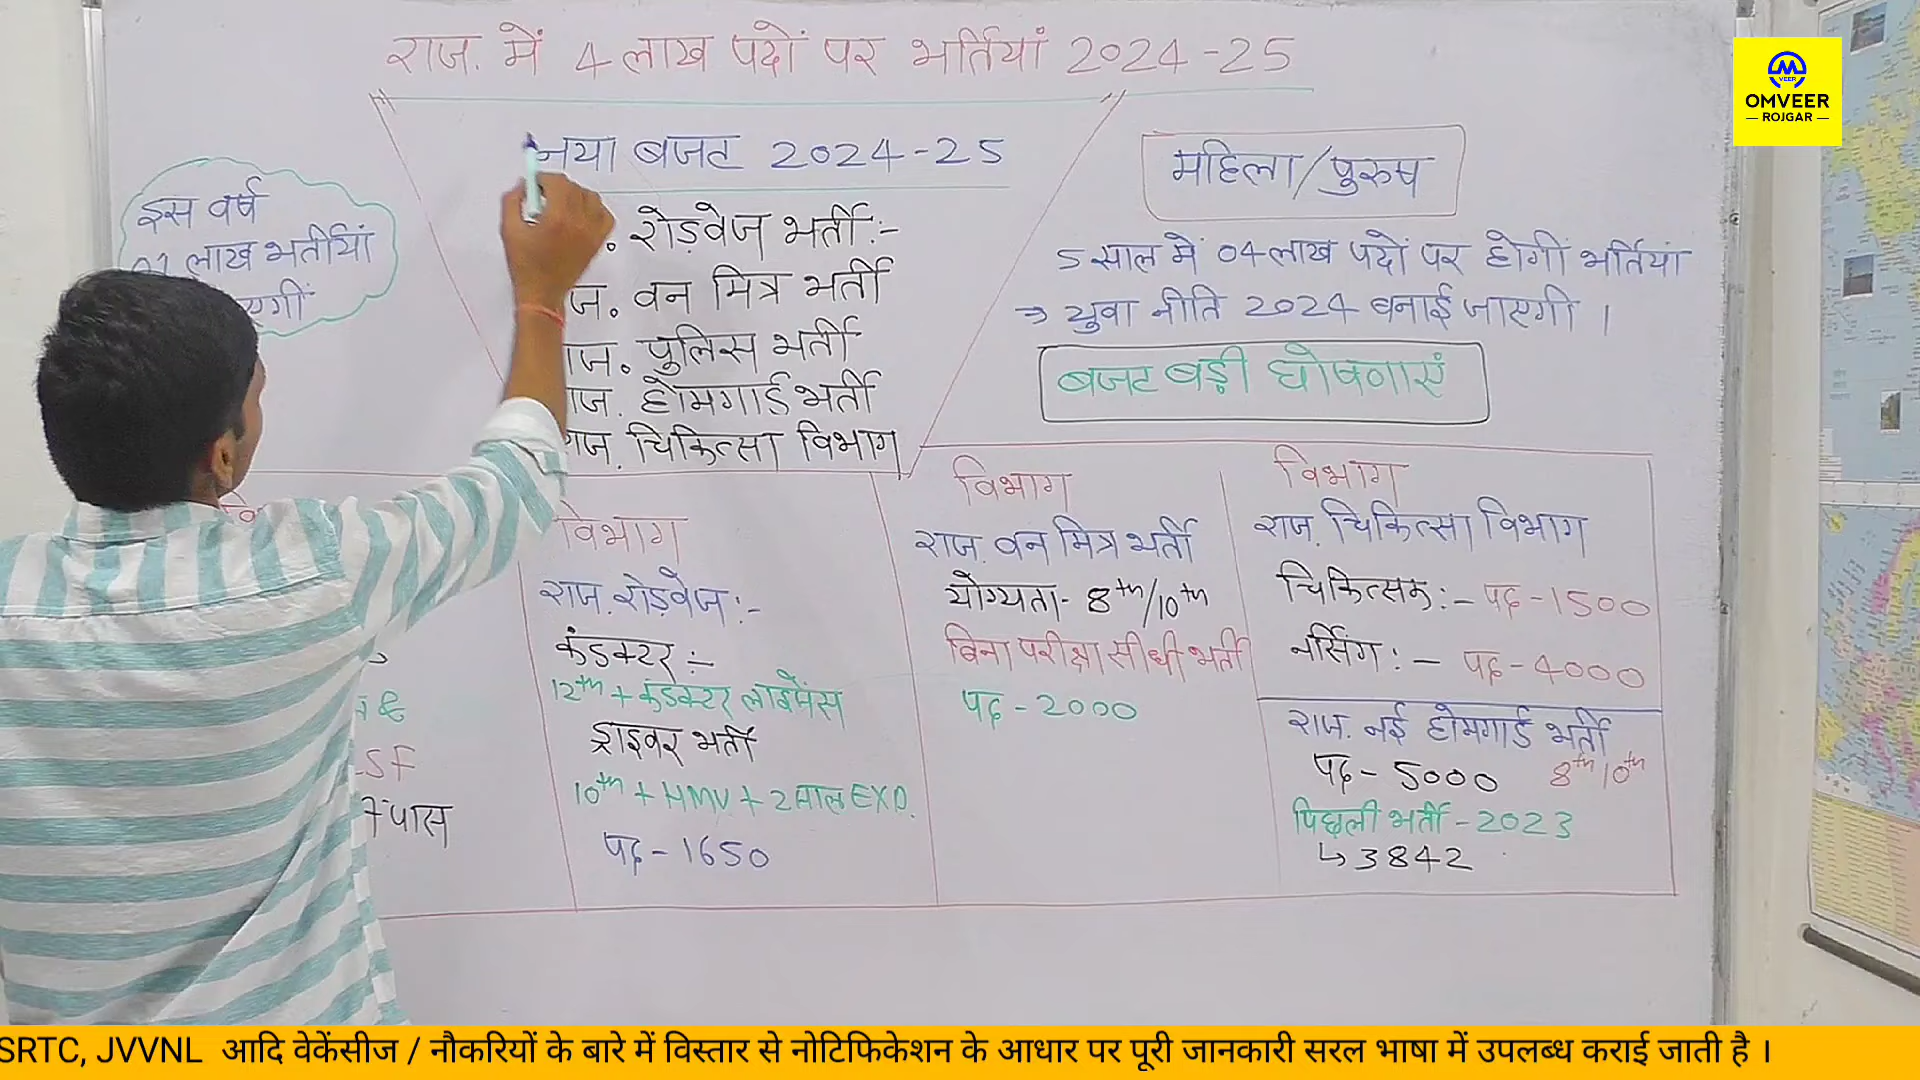 राज. में 4 लाख पदों पर भर्तियां 2024-25
नया बजट 2024-25
रोड़वेज भर्ती:-
ज. वन मित्र भर्ती
राज. पुलिस भर्ती
राज. होमगार्ड भर्ती
राज. चिकित्सा विभाग
इस वर्ष
लाख भर्तीयां
महिला/पुरुष
5 साल में 04 लाख पदों पर होगी भर्तियां
→ युवा नीति 2024 बनाई जाएगी ।
बजट बड़ी घोषणाएं
&
SF
पास
विभाग
राज. रोड़वेज :-
कंडक्टर :-
12th + कंडक्टर लाईसेंस
ड्राइवर भर्ती
10th + HMV + 2 साल EXP.
पद - 1650
विभाग
राज. वन मित्र भर्ती
योग्यता - 8th/10th
बिना परीक्षा सीधी भर्ती
पद - 2000
विभाग
राज. चिकित्सा विभाग
चिकित्सक :- पद - 1500
नर्सिंग :- पद - 4000
राज. नई होमगार्ड भर्ती
पद - 5000 8th 10th
पिछली भर्ती - 2023
↳ 3842
VEER
OMVEER
— ROJGAR —
SRTC, JVVNL आदि वेकेंसीज / नौकरियों के बारे में विस्तार से नोटिफिकेशन के आधार पर पूरी जानकारी सरल भाषा में उपलब्ध कराई जाती है ।